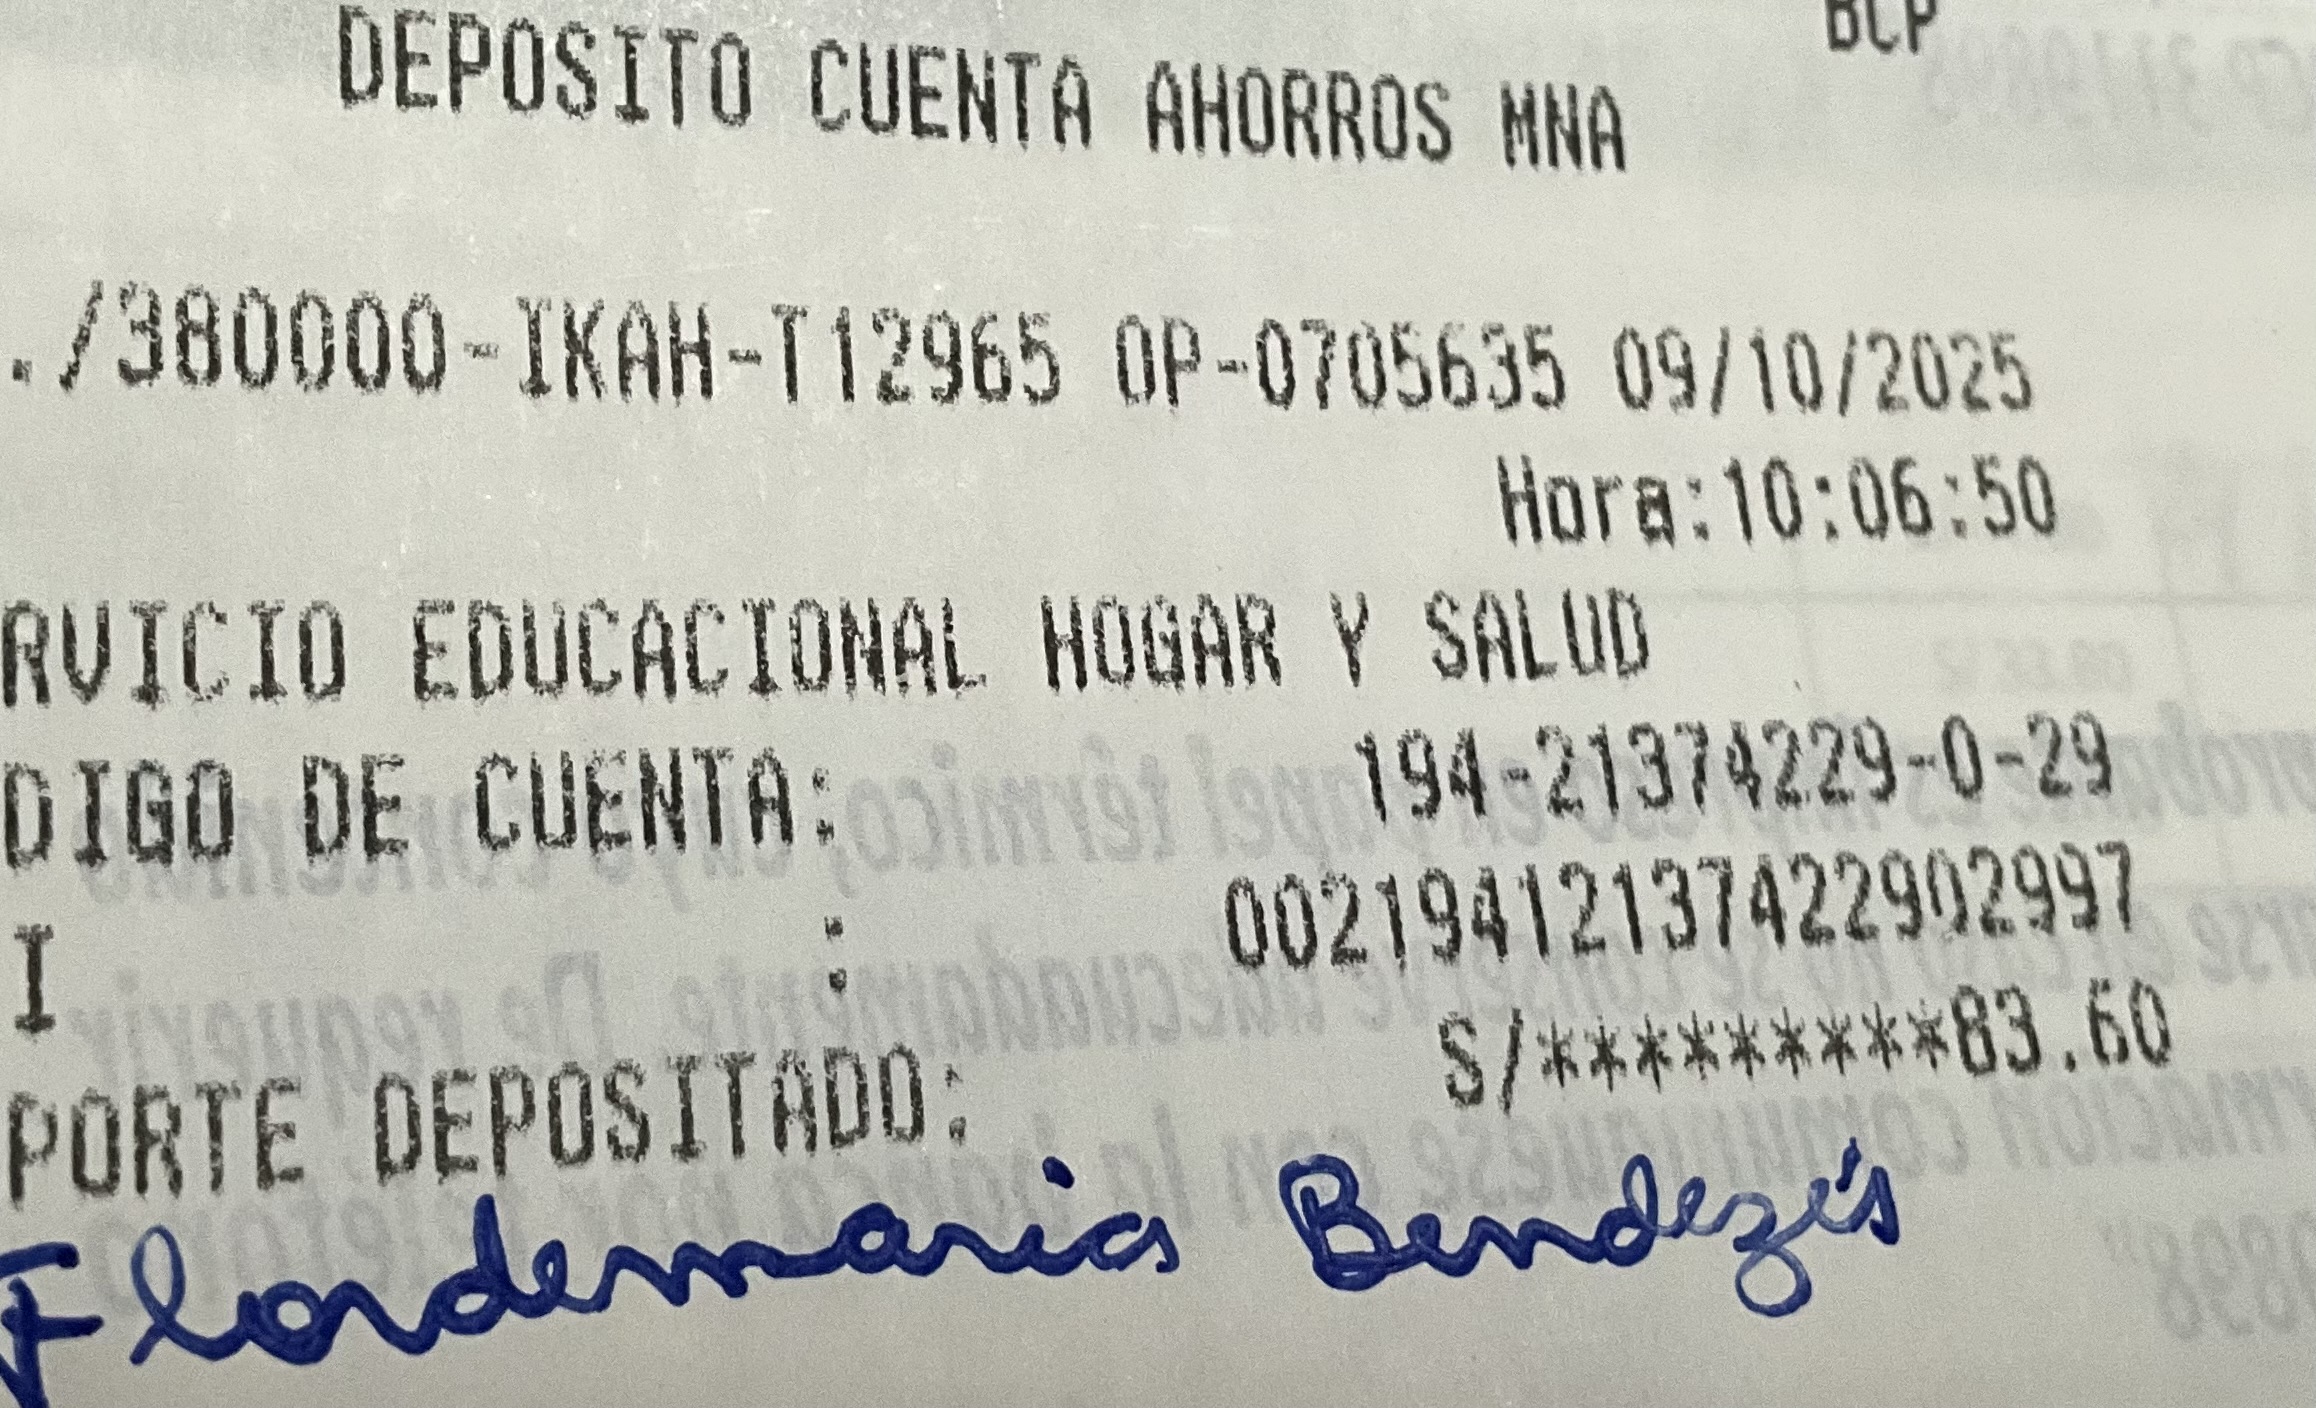 BCP
DEPOSITO CUENTA AHORROS MNA
./380000-IKAH-T12965 OP-0705635 09/10/2025
Hora:10:06:50
RVICIO EDUCACIONAL HOGAR Y SALUD
DIGO DE CUENTA: 194-21374229-0-29
I : 00219412137422902997
PORTE DEPOSITADO: S/*********83.60
Flordemaria Bendezú